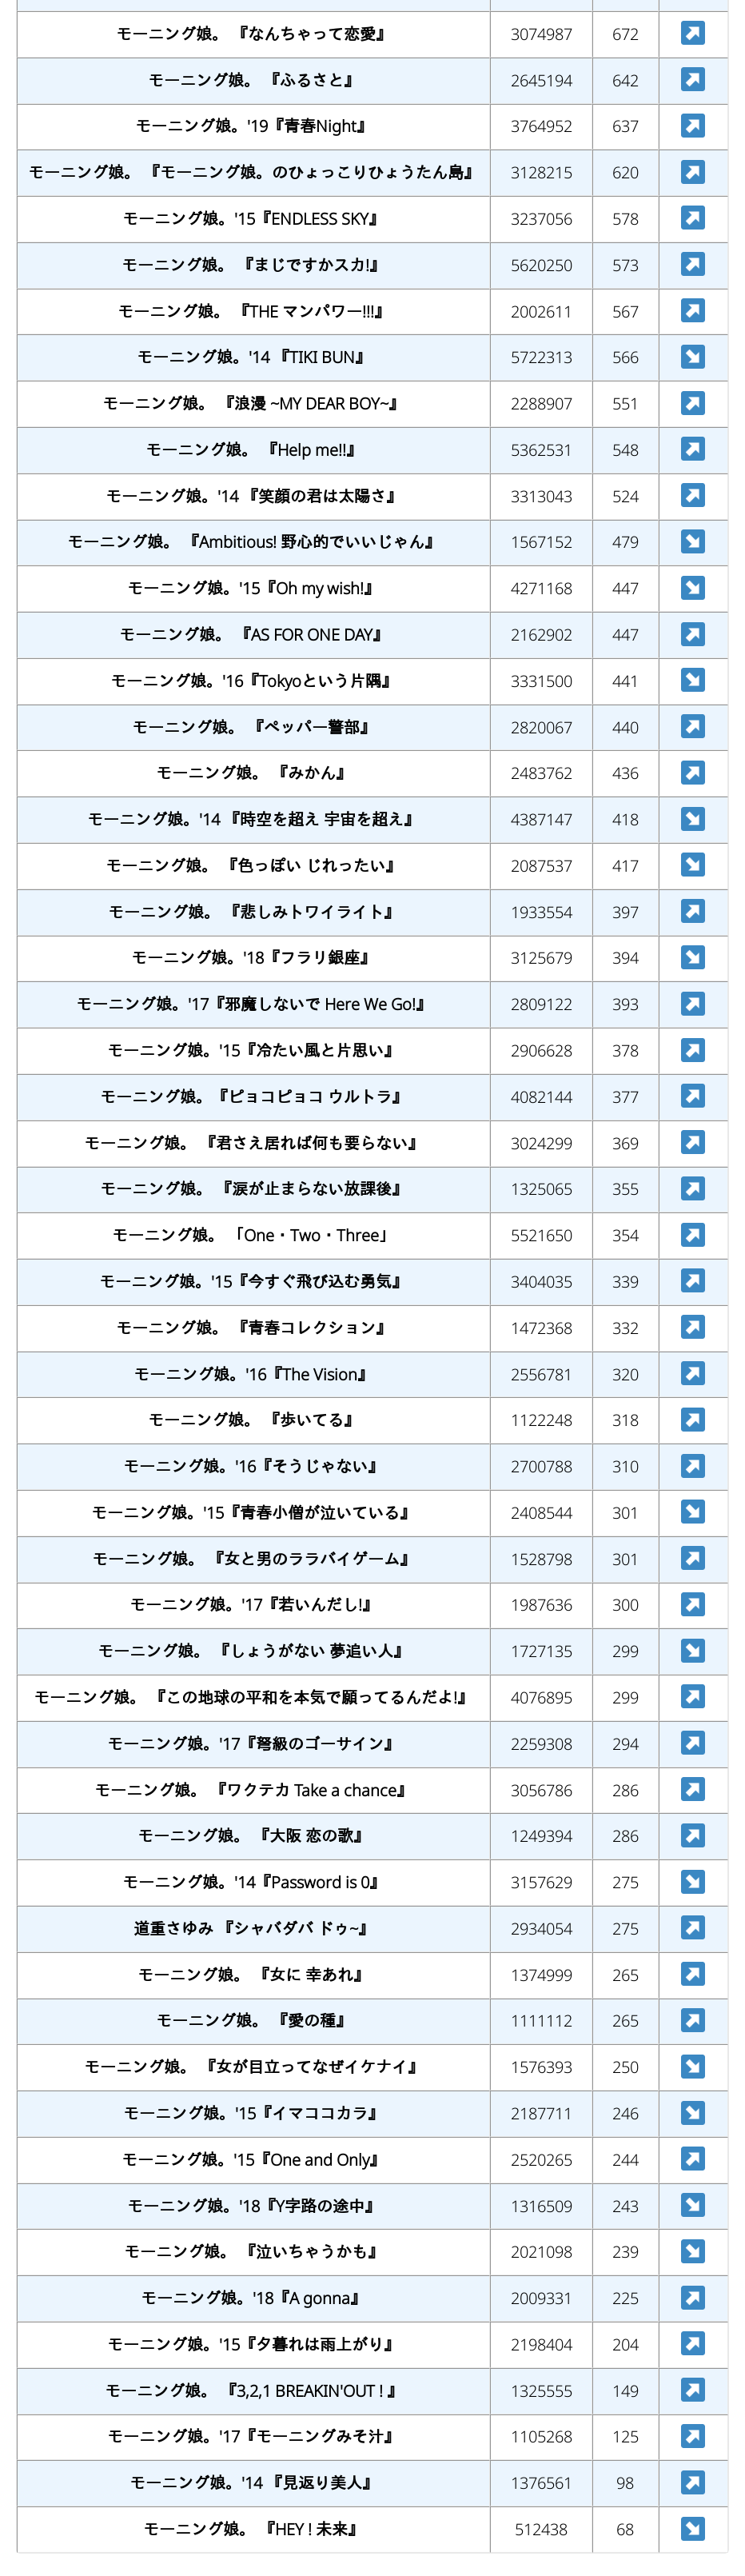 モーニング娘。 『なんちゃって恋愛』 3074987 672 ↗
モーニング娘。 『ふるさと』 2645194 642 ↗
モーニング娘。'19『青春Night』 3764952 637 ↗
モーニング娘。 『モーニング娘。のひょっこりひょうたん島』 3128215 620 ↗
モーニング娘。'15『ENDLESS SKY』 3237056 578 ↗
モーニング娘。 『まじですかスカ!』 5620250 573 ↗
モーニング娘。 『THE マンパワー!!!』 2002611 567 ↗
モーニング娘。'14 『TIKI BUN』 5722313 566 ↘
モーニング娘。 『浪漫 ~MY DEAR BOY~』 2288907 551 ↗
モーニング娘。 『Help me!!』 5362531 548 ↗
モーニング娘。'14 『笑顔の君は太陽さ』 3313043 524 ↗
モーニング娘。 『Ambitious! 野心的でいいじゃん』 1567152 479 ↘
モーニング娘。'15『Oh my wish!』 4271168 447 ↘
モーニング娘。 『AS FOR ONE DAY』 2162902 447 ↗
モーニング娘。'16『Tokyoという片隅』 3331500 441 ↘
モーニング娘。 『ペッパー警部』 2820067 440 ↗
モーニング娘。 『みかん』 2483762 436 ↗
モーニング娘。'14 『時空を超え 宇宙を超え』 4387147 418 ↘
モーニング娘。 『色っぽい じれったい』 2087537 417 ↘
モーニング娘。 『悲しみトワイライト』 1933554 397 ↗
モーニング娘。'18『フラリ銀座』 3125679 394 ↘
モーニング娘。'17『邪魔しないで Here We Go!』 2809122 393 ↗
モーニング娘。'15『冷たい風と片思い』 2906628 378 ↗
モーニング娘。『ピョコピョコ ウルトラ』 4082144 377 ↗
モーニング娘。 『君さえ居れば何も要らない』 3024299 369 ↗
モーニング娘。 『涙が止まらない放課後』 1325065 355 ↗
モーニング娘。 「One・Two・Three」 5521650 354 ↗
モーニング娘。'15『今すぐ飛び込む勇気』 3404035 339 ↗
モーニング娘。 『青春コレクション』 1472368 332 ↗
モーニング娘。'16『The Vision』 2556781 320 ↗
モーニング娘。 『歩いてる』 1122248 318 ↗
モーニング娘。'16『そうじゃない』 2700788 310 ↗
モーニング娘。'15『青春小僧が泣いている』 2408544 301 ↘
モーニング娘。 『女と男のララバイゲーム』 1528798 301 ↗
モーニング娘。'17『若いんだし!』 1987636 300 ↗
モーニング娘。 『しょうがない 夢追い人』 1727135 299 ↘
モーニング娘。 『この地球の平和を本気で願ってるんだよ!』 4076895 299 ↗
モーニング娘。'17『弩級のゴーサイン』 2259308 294 ↗
モーニング娘。 『ワクテカ Take a chance』 3056786 286 ↗
モーニング娘。 『大阪 恋の歌』 1249394 286 ↗
モーニング娘。'14『Password is 0』 3157629 275 ↘
道重さゆみ 『シャバダバ ドゥ~』 2934054 275 ↗
モーニング娘。 『女に 幸あれ』 1374999 265 ↗
モーニング娘。 『愛の種』 1111112 265 ↗
モーニング娘。 『女が目立ってなぜイケナイ』 1576393 250 ↘
モーニング娘。'15『イマココカラ』 2187711 246 ↘
モーニング娘。'15『One and Only』 2520265 244 ↗
モーニング娘。'18『Y字路の途中』 1316509 243 ↘
モーニング娘。 『泣いちゃうかも』 2021098 239 ↘
モーニング娘。'18『A gonna』 2009331 225 ↗
モーニング娘。'15『夕暮れは雨上がり』 2198404 204 ↗
モーニング娘。 『3,2,1 BREAKIN'OUT ! 』 1325555 149 ↗
モーニング娘。'17『モーニングみそ汁』 1105268 125 ↗
モーニング娘。'14 『見返り美人』 1376561 98 ↗
モーニング娘。 『HEY ! 未来』 512438 68 ↘